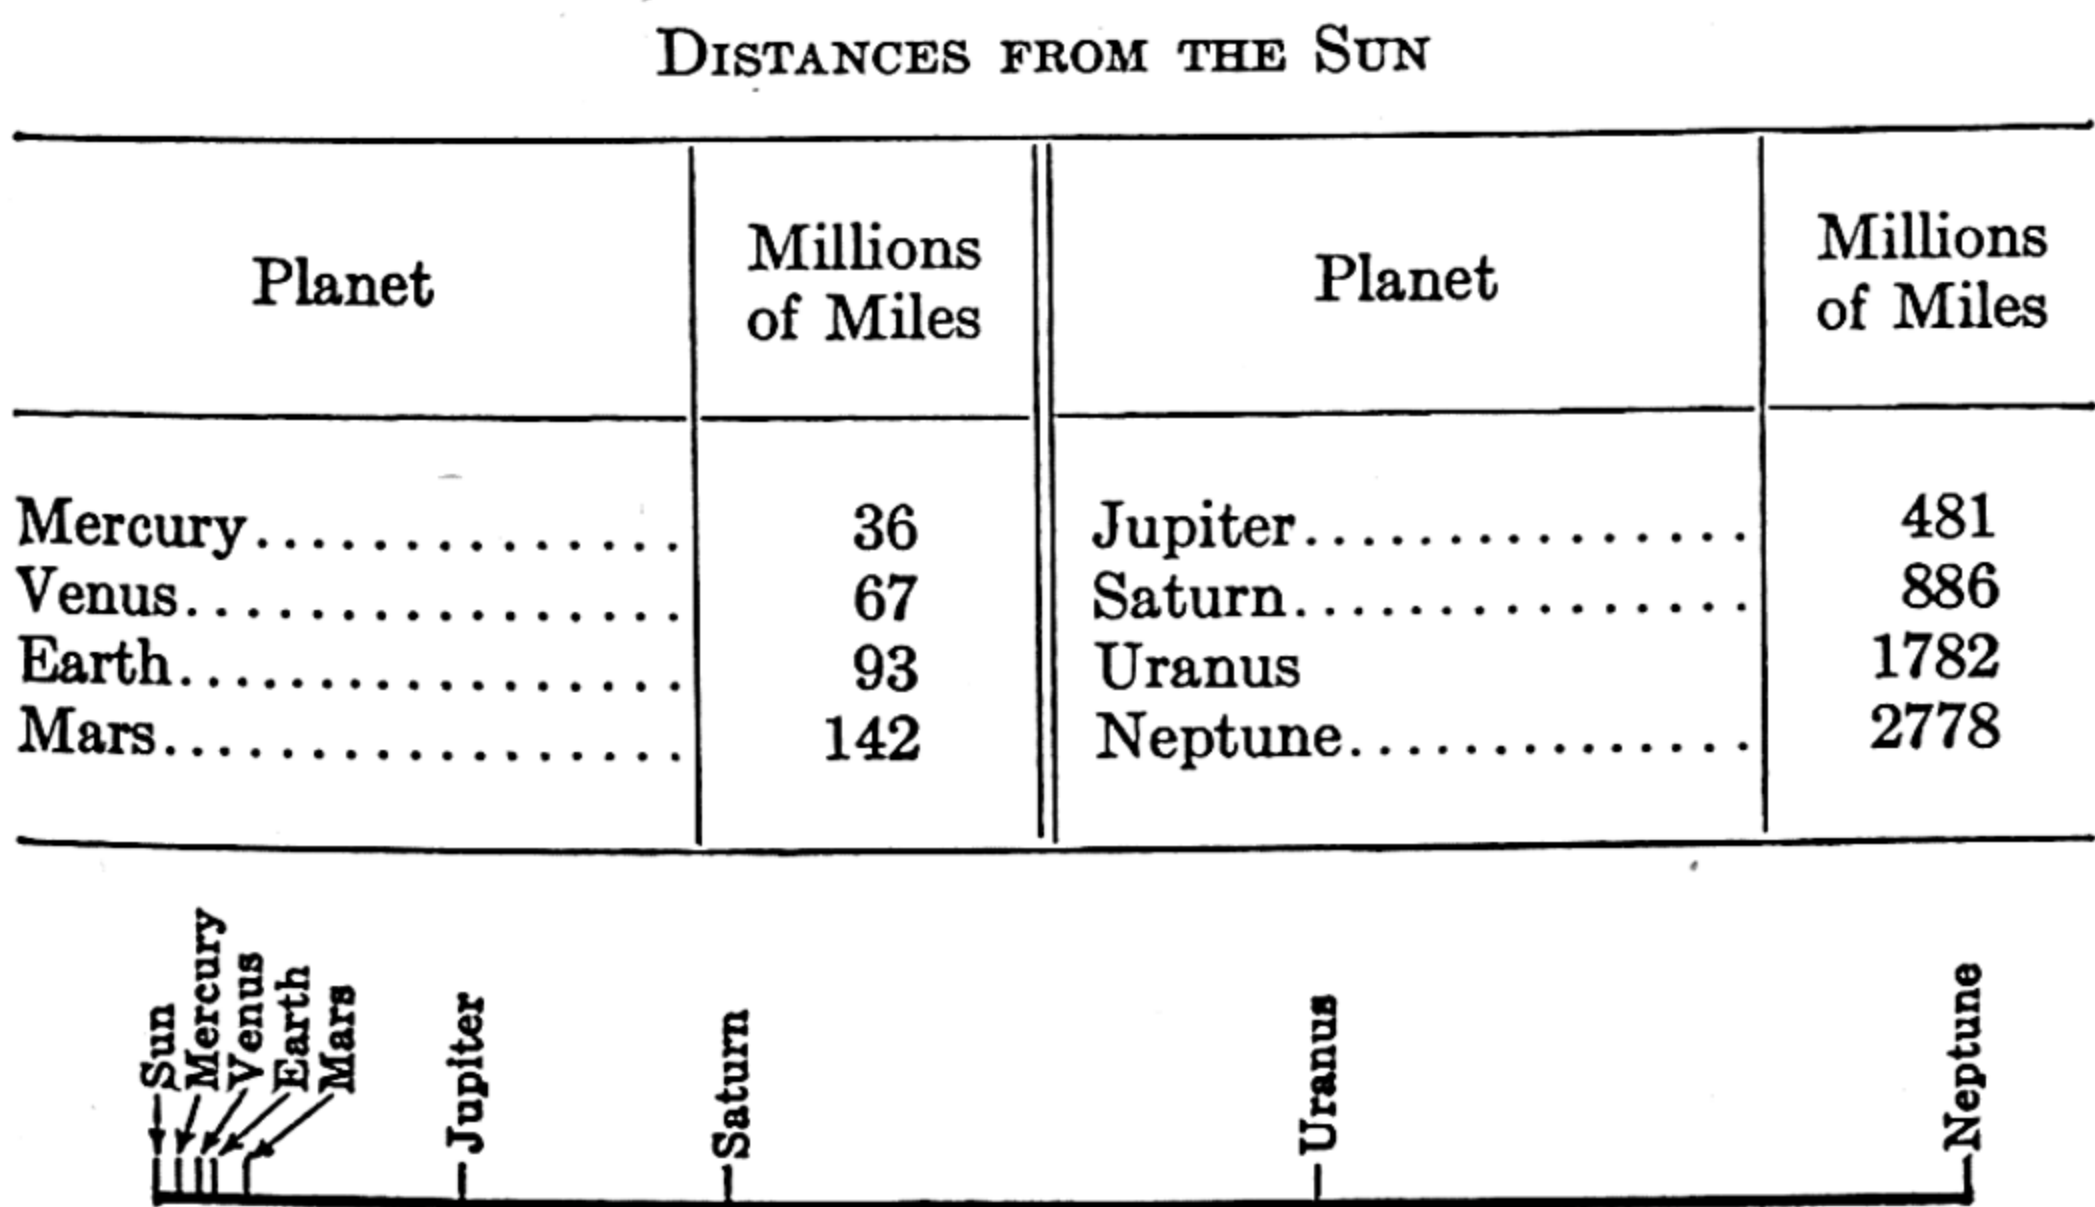 DISTANCES FROM THE SUN
Planet
Millions
of Miles
Planet
Millions
of Miles
Mercury............... 36
Venus................. 67
Earth.................. 93
Mars.................. 142
Jupiter................ 481
Saturn................ 886
Uranus 1782
Neptune.............. 2778
Sun
Mercury
Venus
Earth
Mars
Jupiter
Saturn
Uranus
Neptune